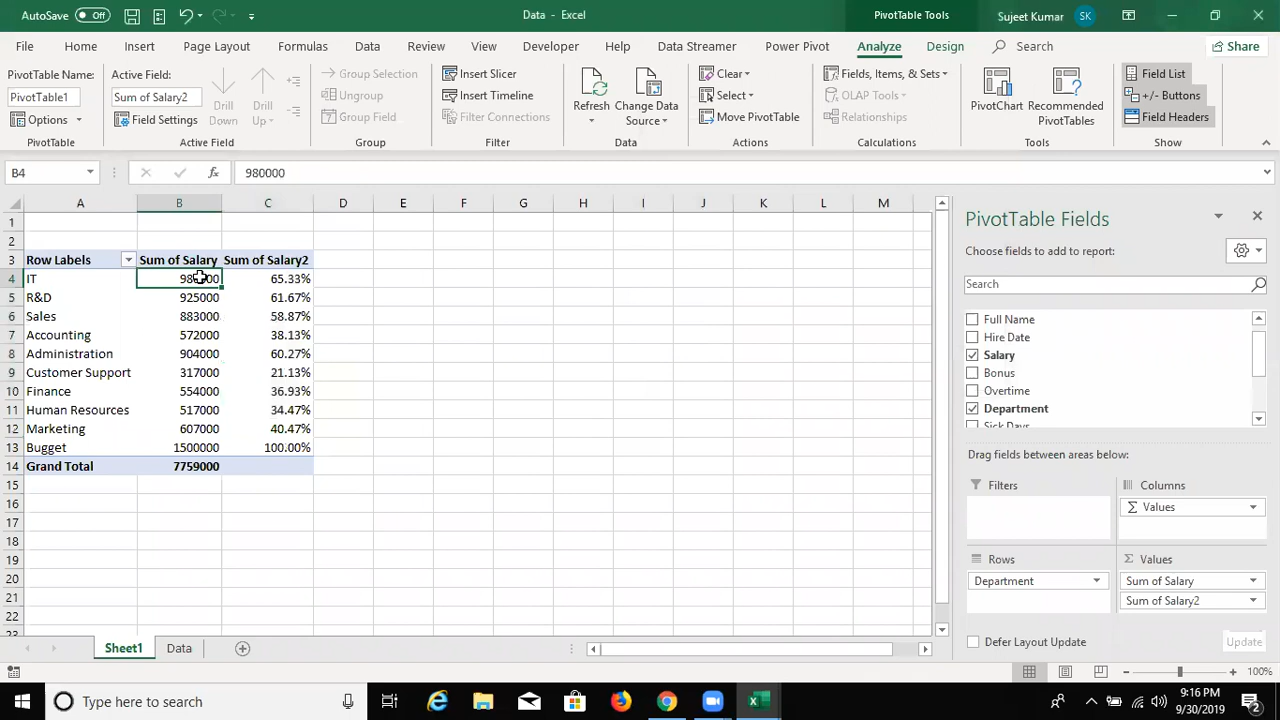 AutoSave Off Data - Excel PivotTable Tools Sujeet Kumar SK
File Home Insert Page Layout Formulas Data Review View Developer Help Data Streamer Power Pivot Analyze Design Search Share
PivotTable Name: Active Field: Group Selection Insert Slicer Clear Fields, Items, & Sets Field List
PivotTable1 Sum of Salary2 Drill Down Drill Up Ungroup Insert Timeline Refresh Change Data Source Select OLAP Tools PivotChart Recommended PivotTables +/- Buttons
Options Field Settings Group Field Filter Connections Move PivotTable Relationships Field Headers
PivotTable Active Field Group Filter Data Actions Calculations Tools Show
B4 fx 980000
A B C D E F G H I J K L M
1
2
3 Row Labels Sum of Salary Sum of Salary2
4 IT 980000 65.33%
5 R&D 925000 61.67%
6 Sales 883000 58.87%
7 Accounting 572000 38.13%
8 Administration 904000 60.27%
9 Customer Support 317000 21.13%
10 Finance 554000 36.93%
11 Human Resources 517000 34.47%
12 Marketing 607000 40.47%
13 Bugget 1500000 100.00%
14 Grand Total 7759000
15
16
17
18
19
20
21
22
23
PivotTable Fields
Choose fields to add to report:
Search
Full Name
Hire Date
Salary
Bonus
Overtime
Department
Sick Days
Drag fields between areas below:
Filters Columns
Σ Values
Rows Σ Values
Department Sum of Salary
Sum of Salary2
Defer Layout Update Update
Sheet1 Data
100%
Type here to search
9:16 PM
9/30/2019
2